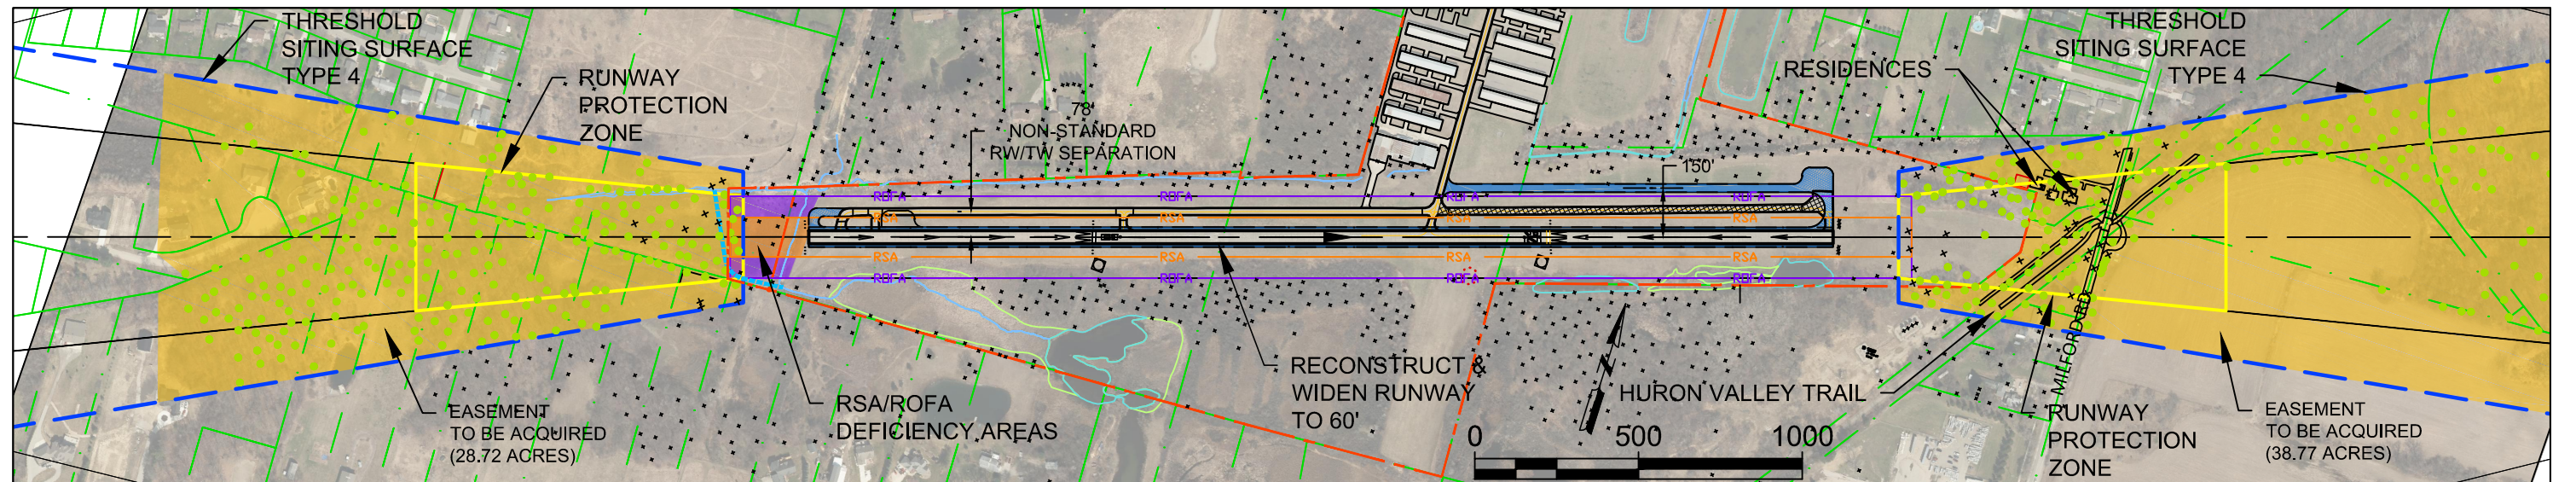 THRESHOLD
SITING SURFACE
TYPE 4
RUNWAY
PROTECTION
ZONE
78'
NON-STANDARD
RW/TW SEPARATION
150'
RESIDENCES
THRESHOLD
SITING SURFACE
TYPE 4
ROFA
ROFA
ROFA
ROFA
RSA
RSA
RSA
RSA
RSA
RSA
RSA
RSA
ROFA
ROFA
ROFA
ROFA
EASEMENT
TO BE ACQUIRED
(28.72 ACRES)
RSA/ROFA
DEFICIENCY AREAS
RECONSTRUCT &
WIDEN RUNWAY
TO 60'
HURON VALLEY TRAIL
MILFORD RD
RUNWAY
PROTECTION
ZONE
EASEMENT
TO BE ACQUIRED
(38.77 ACRES)
0 500 1000